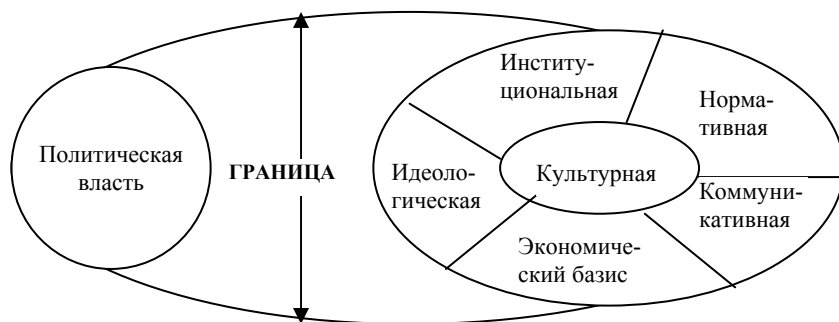 Политическая
власть
ГРАНИЦА
Институ-
циональная
Норма-
тивная
Идеоло-
гическая
Культурная
Коммуни-
кативная
Экономиче-
ский базис